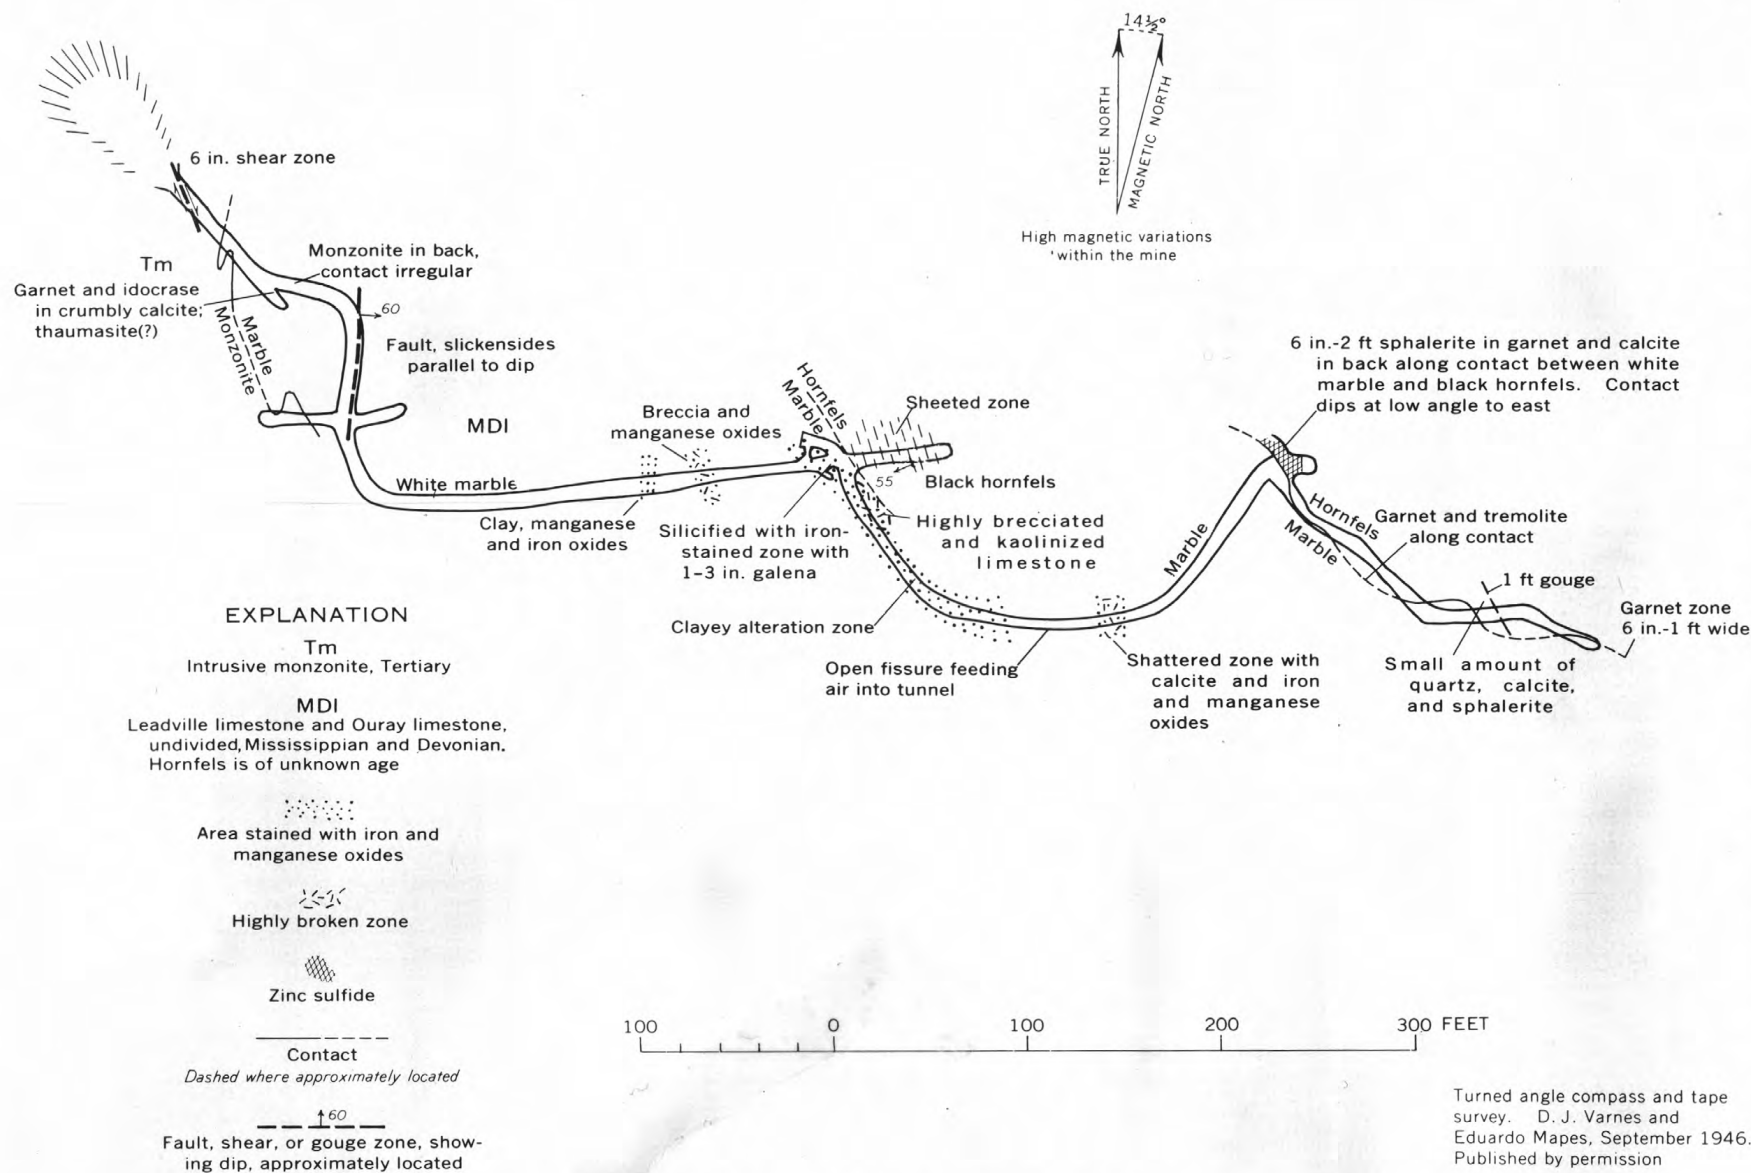 14½°
TRUE NORTH
MAGNETIC NORTH
High magnetic variations
within the mine
6 in. shear zone
Tm
Monzonite in back,
contact irregular
Garnet and idocrase
in crumbly calcite;
thaumasite(?)
Marble
Monzonite
60
Fault, slickensides
parallel to dip
MDI
Breccia and
manganese oxides
Hornfels
Marble
Sheeted zone
6 in.-2 ft sphalerite in garnet and calcite
in back along contact between white
marble and black hornfels. Contact
dips at low angle to east
White marble
55
Black hornfels
Clay, manganese
and iron oxides
Silicified with iron-
stained zone with
1-3 in. galena
Highly brecciated
and kaolinized
limestone
Marble
Hornfels
Marble
Garnet and tremolite
along contact
1 ft gouge
Garnet zone
6 in.-1 ft wide
Clayey alteration zone
Open fissure feeding
air into tunnel
Shattered zone with
calcite and iron
and manganese
oxides
Small amount of
quartz, calcite,
and sphalerite
EXPLANATION
Tm
Intrusive monzonite, Tertiary
MDI
Leadville limestone and Ouray limestone,
undivided, Mississippian and Devonian.
Hornfels is of unknown age
Area stained with iron and
manganese oxides
Highly broken zone
Zinc sulfide
Contact
Dashed where approximately located
60
Fault, shear, or gouge zone, show-
ing dip, approximately located
100 0 100 200 300 FEET
Turned angle compass and tape
survey. D. J. Varnes and
Eduardo Mapes, September 1946.
Published by permission